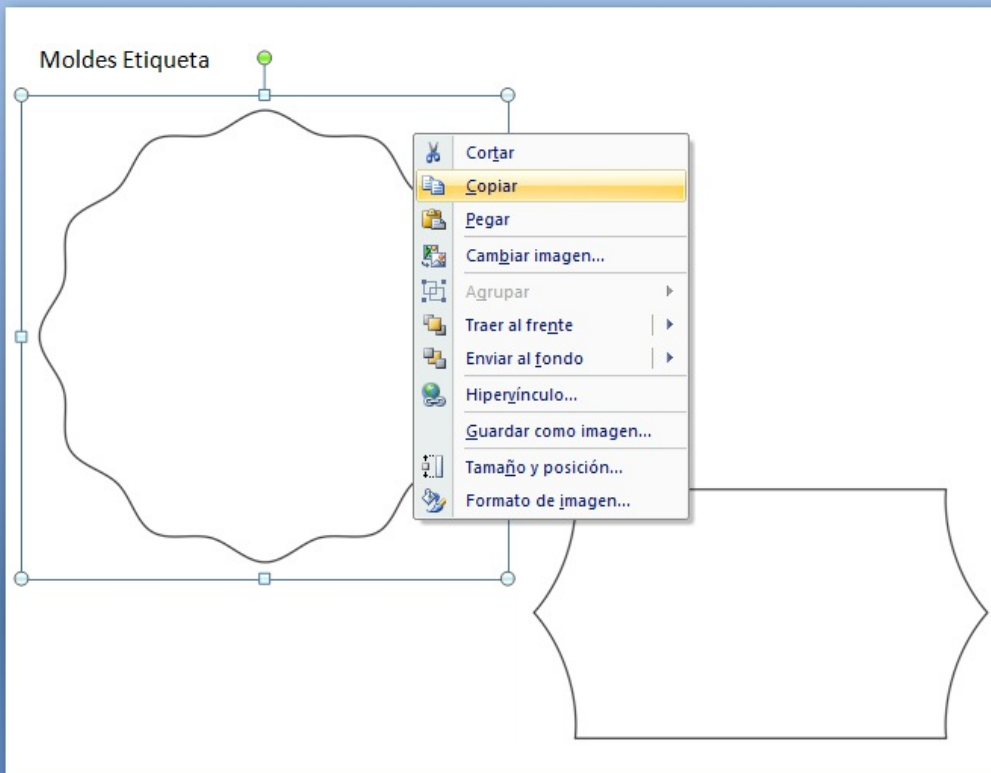 Moldes Etiqueta
Cortar
Copiar
Pegar
Cambiar imagen...
Agrupar
Traer al frente
Enviar al fondo
Hipervínculo...
Guardar como imagen...
Tamaño y posición...
Formato de imagen...